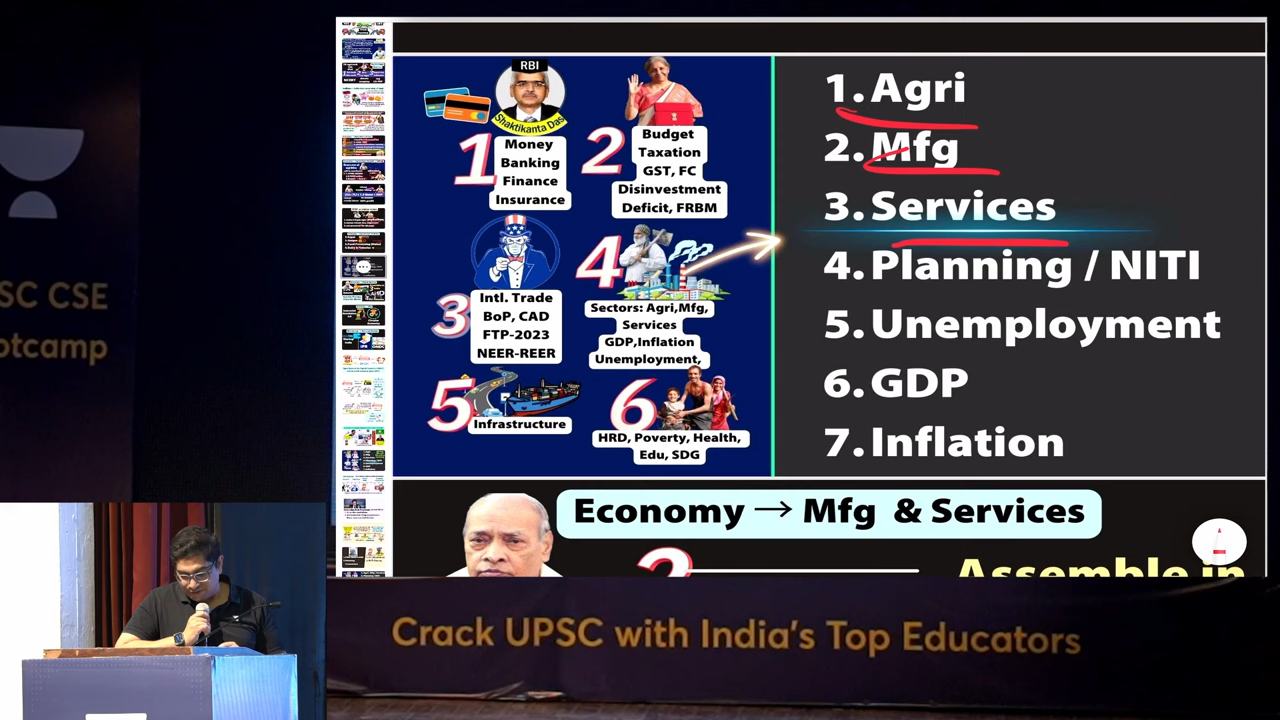 RBI
Shaktikanta Das
1
Money
Banking
Finance
Insurance
2
Budget
Taxation
GST, FC
Disinvestment
Deficit, FRBM
3
Intl. Trade
BoP, CAD
FTP-2023
NEER-REER
4
Sectors: Agri,Mfg,
Services
GDP,Inflation
Unemployment,
5
Infrastructure
6
HRD, Poverty, Health,
Edu, SDG
1. Agri
2. Mfg
3. Services
4. Planning / NITI
5. Unemployment
6. GDP
7. Inflation
Economy → Mfg & Services
2
Assemble in
SC CSE
otcamp
Crack UPSC with India's Top Educators